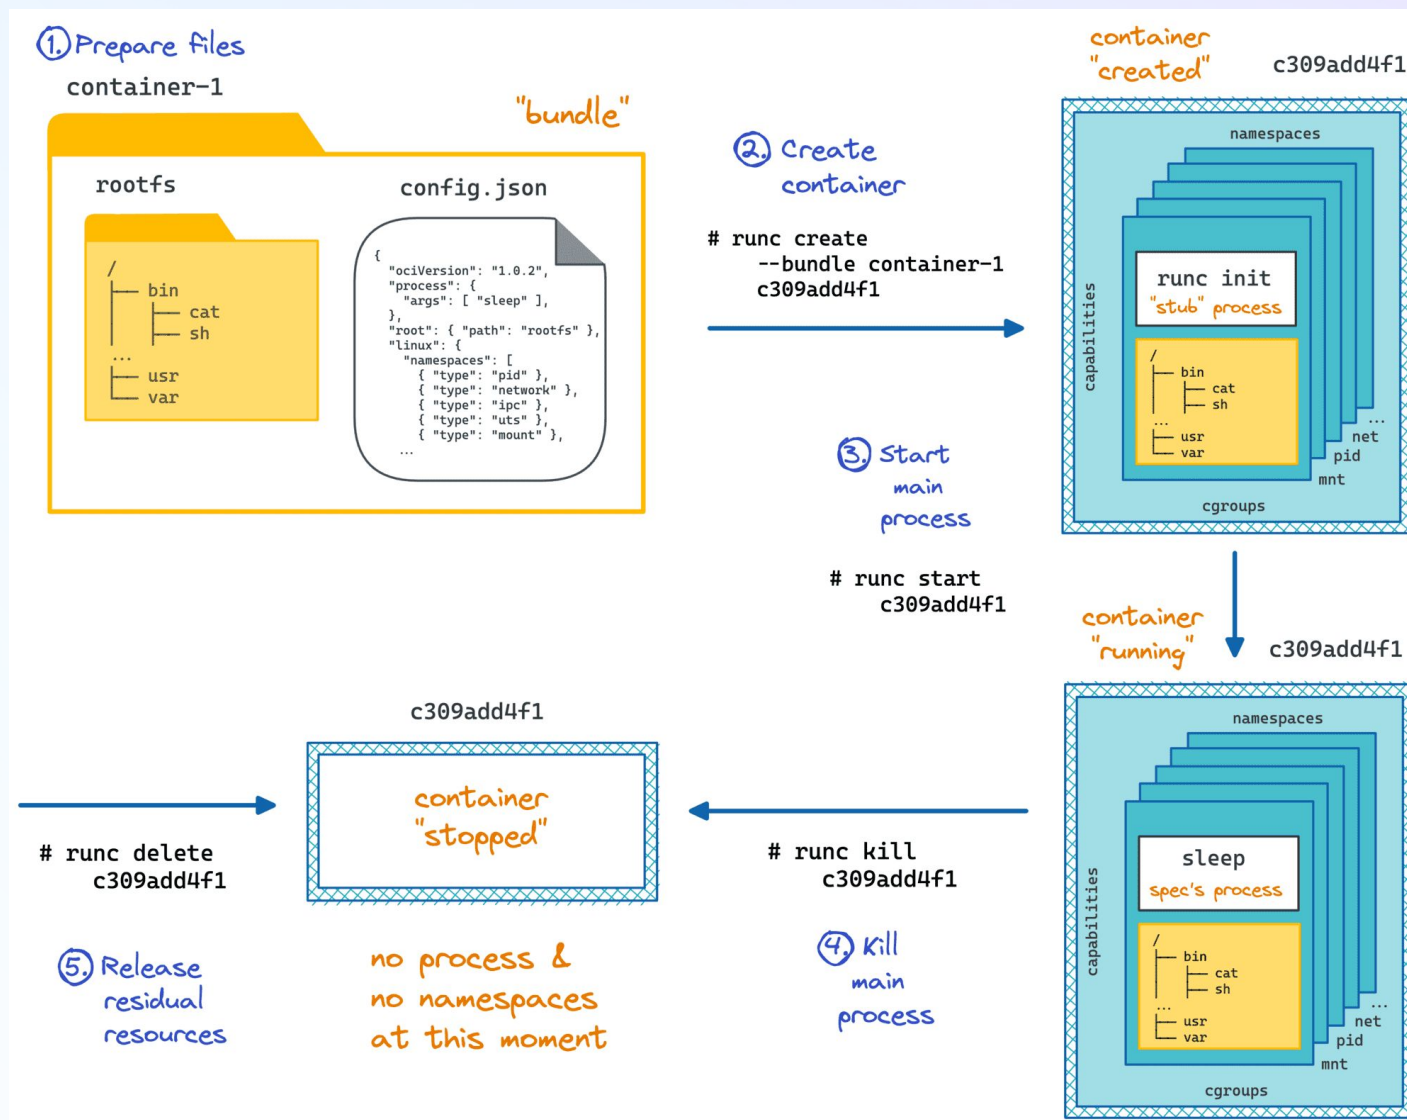 1. Prepare files
container-1
"bundle"
rootfs
/
├── bin
│   ├── cat
│   ├── sh
...
├── usr
└── var
config.json
{
"ociVersion": "1.0.2",
"process": {
"args": [ "sleep" ],
},
"root": { "path": "rootfs" },
"linux": {
"namespaces": [
{ "type": "pid" },
{ "type": "network" },
{ "type": "ipc" },
{ "type": "uts" },
{ "type": "mount" },
...
2. Create
container
# runc create
--bundle container-1
c309add4f1
container
"created"
c309add4f1
namespaces
capabilities
runc init
"stub" process
/
├── bin
│   ├── cat
│   ├── sh
...
├── usr
└── var
...
net
pid
mnt
cgroups
3. Start
main
process
# runc start
c309add4f1
container
"running"
c309add4f1
namespaces
capabilities
sleep
spec's process
/
├── bin
│   ├── cat
│   ├── sh
...
├── usr
└── var
...
net
pid
mnt
cgroups
# runc kill
c309add4f1
4. Kill
main
process
c309add4f1
container
"stopped"
no process &
no namespaces
at this moment
# runc delete
c309add4f1
5. Release
residual
resources